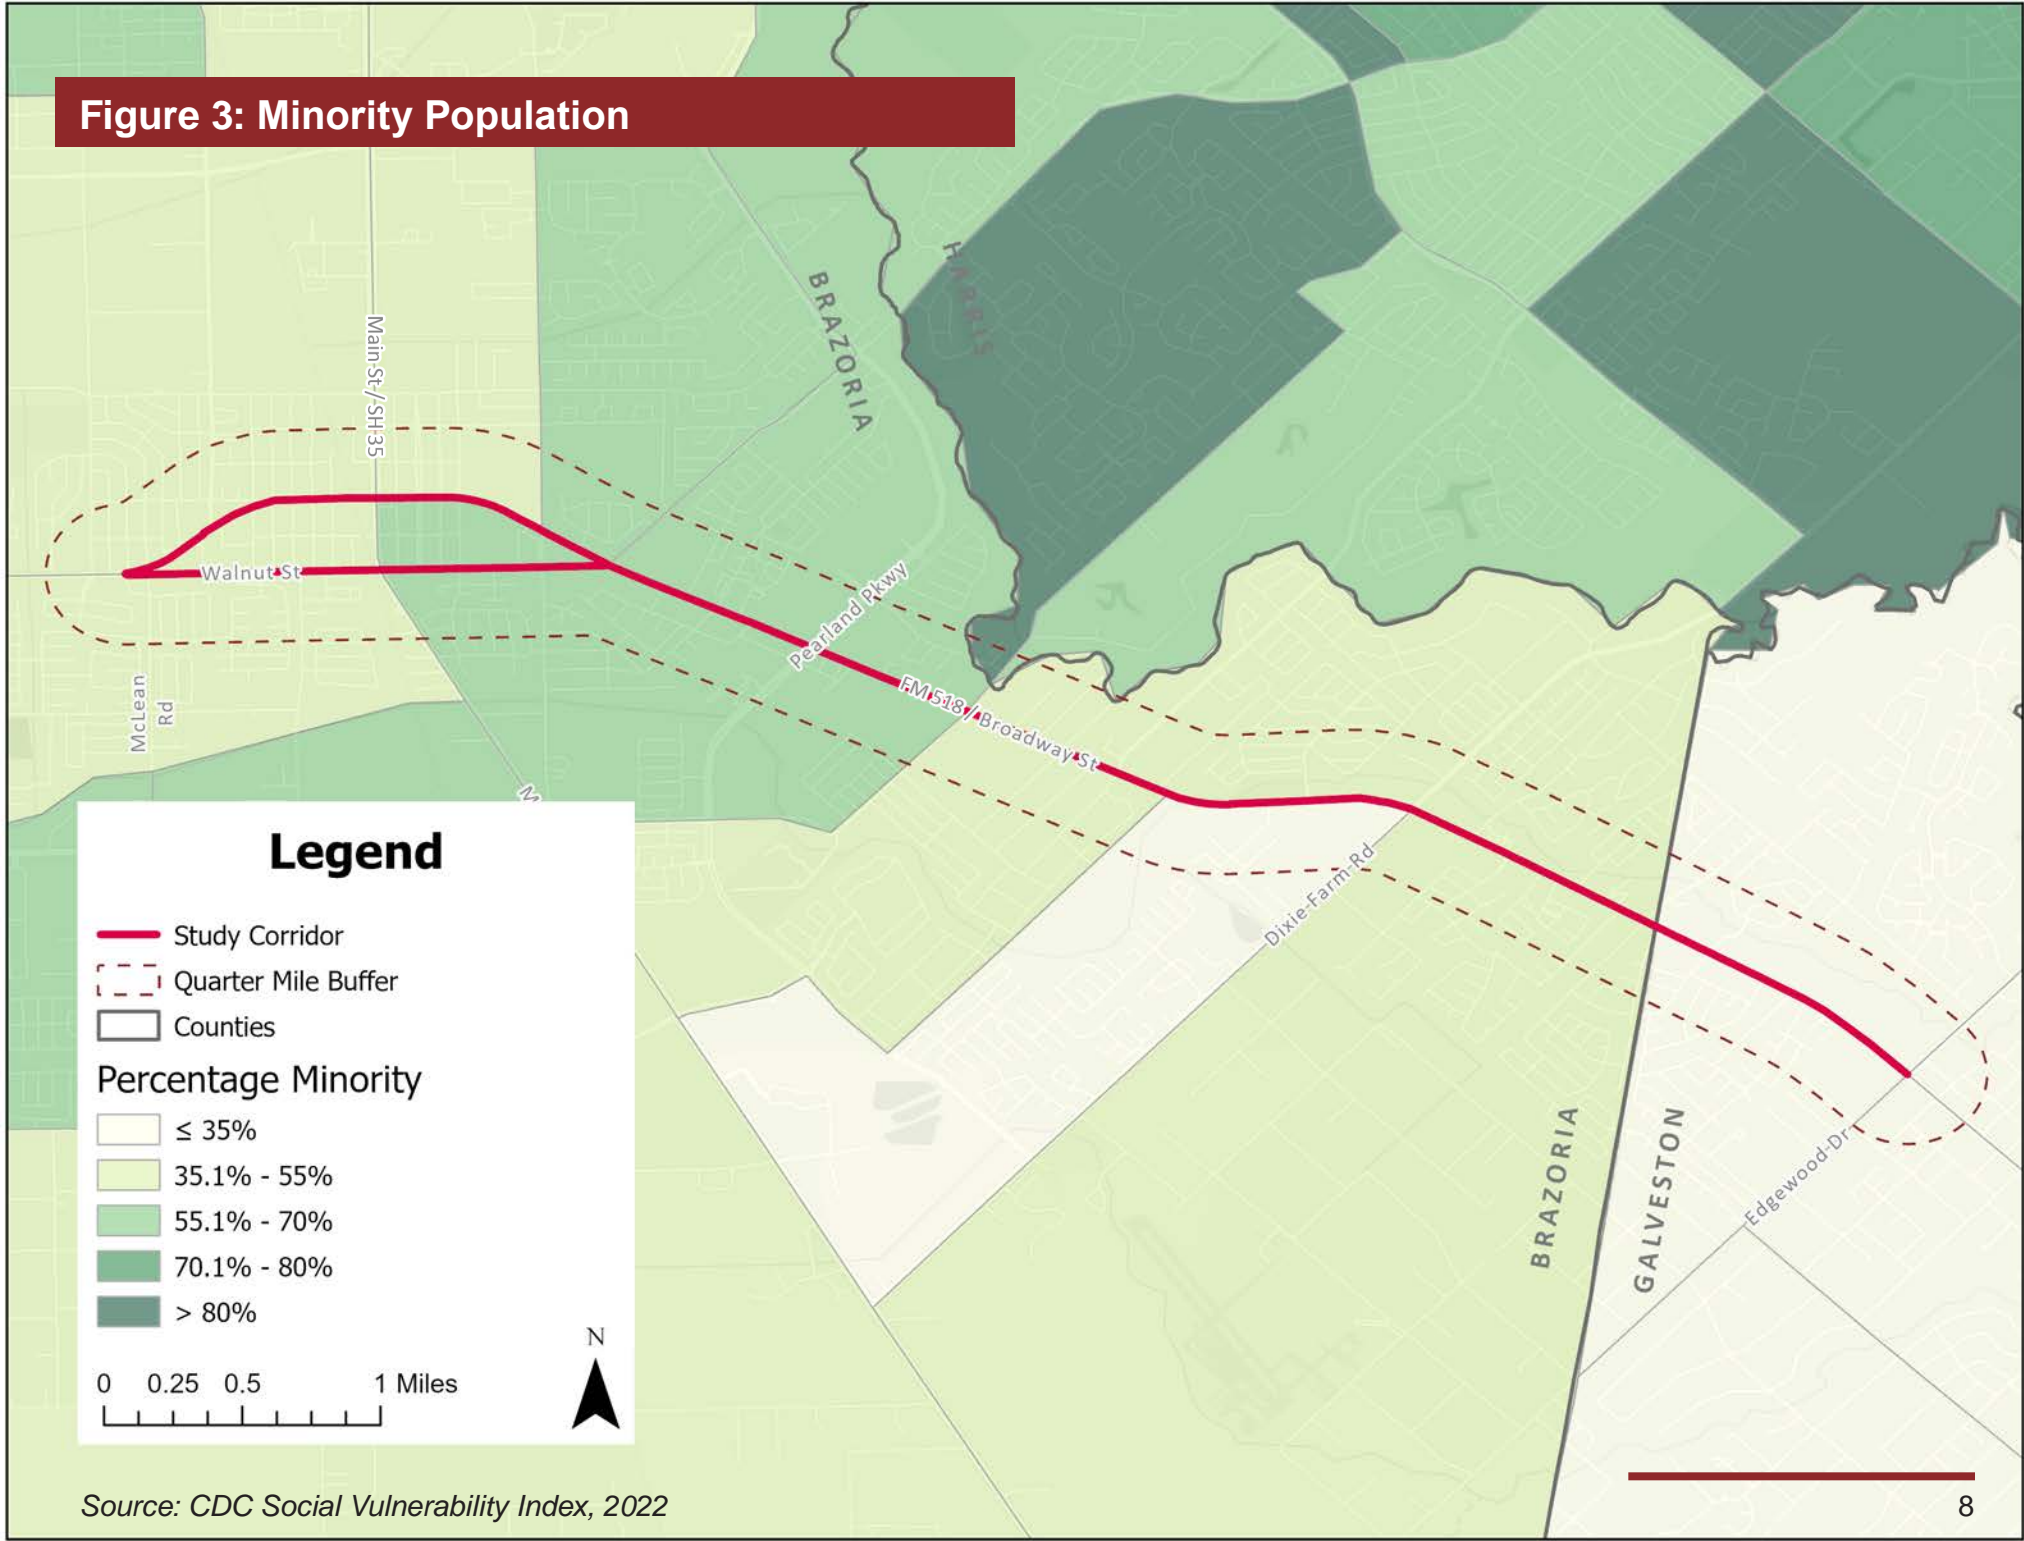 Figure 3: Minority Population
HARRIS
BRAZORIA
Main-St-/-SH-35
Walnut St
Pearland Pkwy
McLean
Rd
FM 518 / Broadway St
M
Dixie-Farm-Rd
BRAZORIA
GALVESTON
Edgewood-Dr
Legend
Study Corridor
Quarter Mile Buffer
Counties
Percentage Minority
≤ 35%
35.1% - 55%
55.1% - 70%
70.1% - 80%
> 80%
N
0 0.25 0.5 1 Miles
Source: CDC Social Vulnerability Index, 2022
8